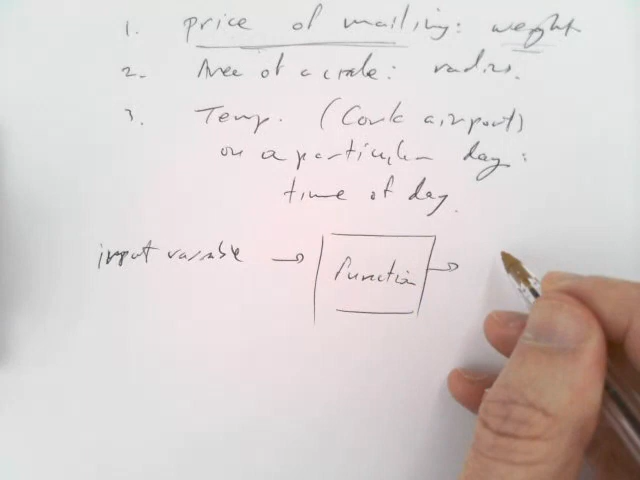 1. price of mailing: weight
2. Area of a circle: radius.
3. Temp. (Cork airport)
on a particular day:
time of day.
input variable → Function →